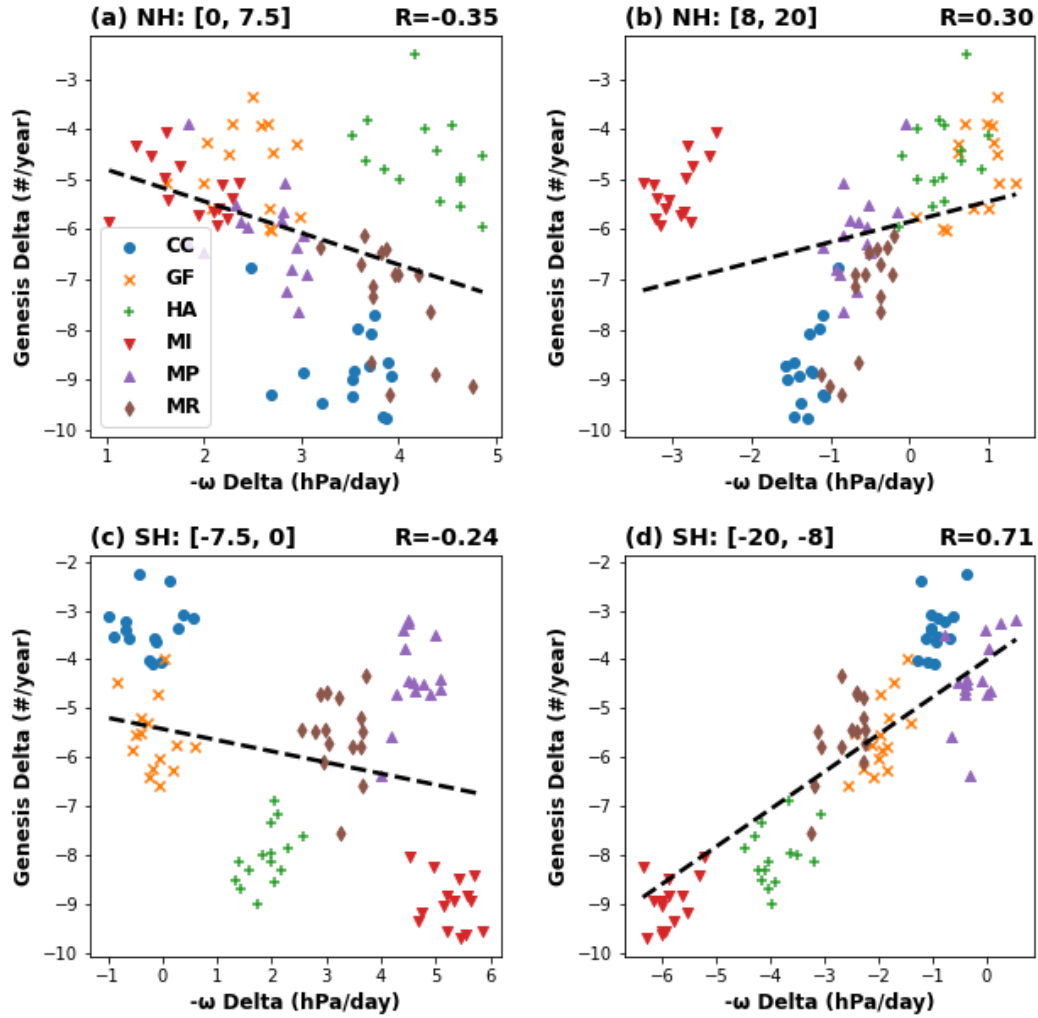 (a) NH: [0, 7.5] R=-0.35
(b) NH: [8, 20] R=0.30
Genesis Delta (#/year)
−3
−4
−5
−6
−7
−8
−9
−10
CC
GF
HA
MI
MP
MR
1 2 3 4 5
-ω Delta (hPa/day)
Genesis Delta (#/year)
−3
−4
−5
−6
−7
−8
−9
−10
−3 −2 −1 0 1
-ω Delta (hPa/day)
(c) SH: [-7.5, 0] R=-0.24
(d) SH: [-20, -8] R=0.71
Genesis Delta (#/year)
−2
−3
−4
−5
−6
−7
−8
−9
−10
−1 0 1 2 3 4 5 6
-ω Delta (hPa/day)
Genesis Delta (#/year)
−2
−3
−4
−5
−6
−7
−8
−9
−10
−6 −5 −4 −3 −2 −1 0
-ω Delta (hPa/day)